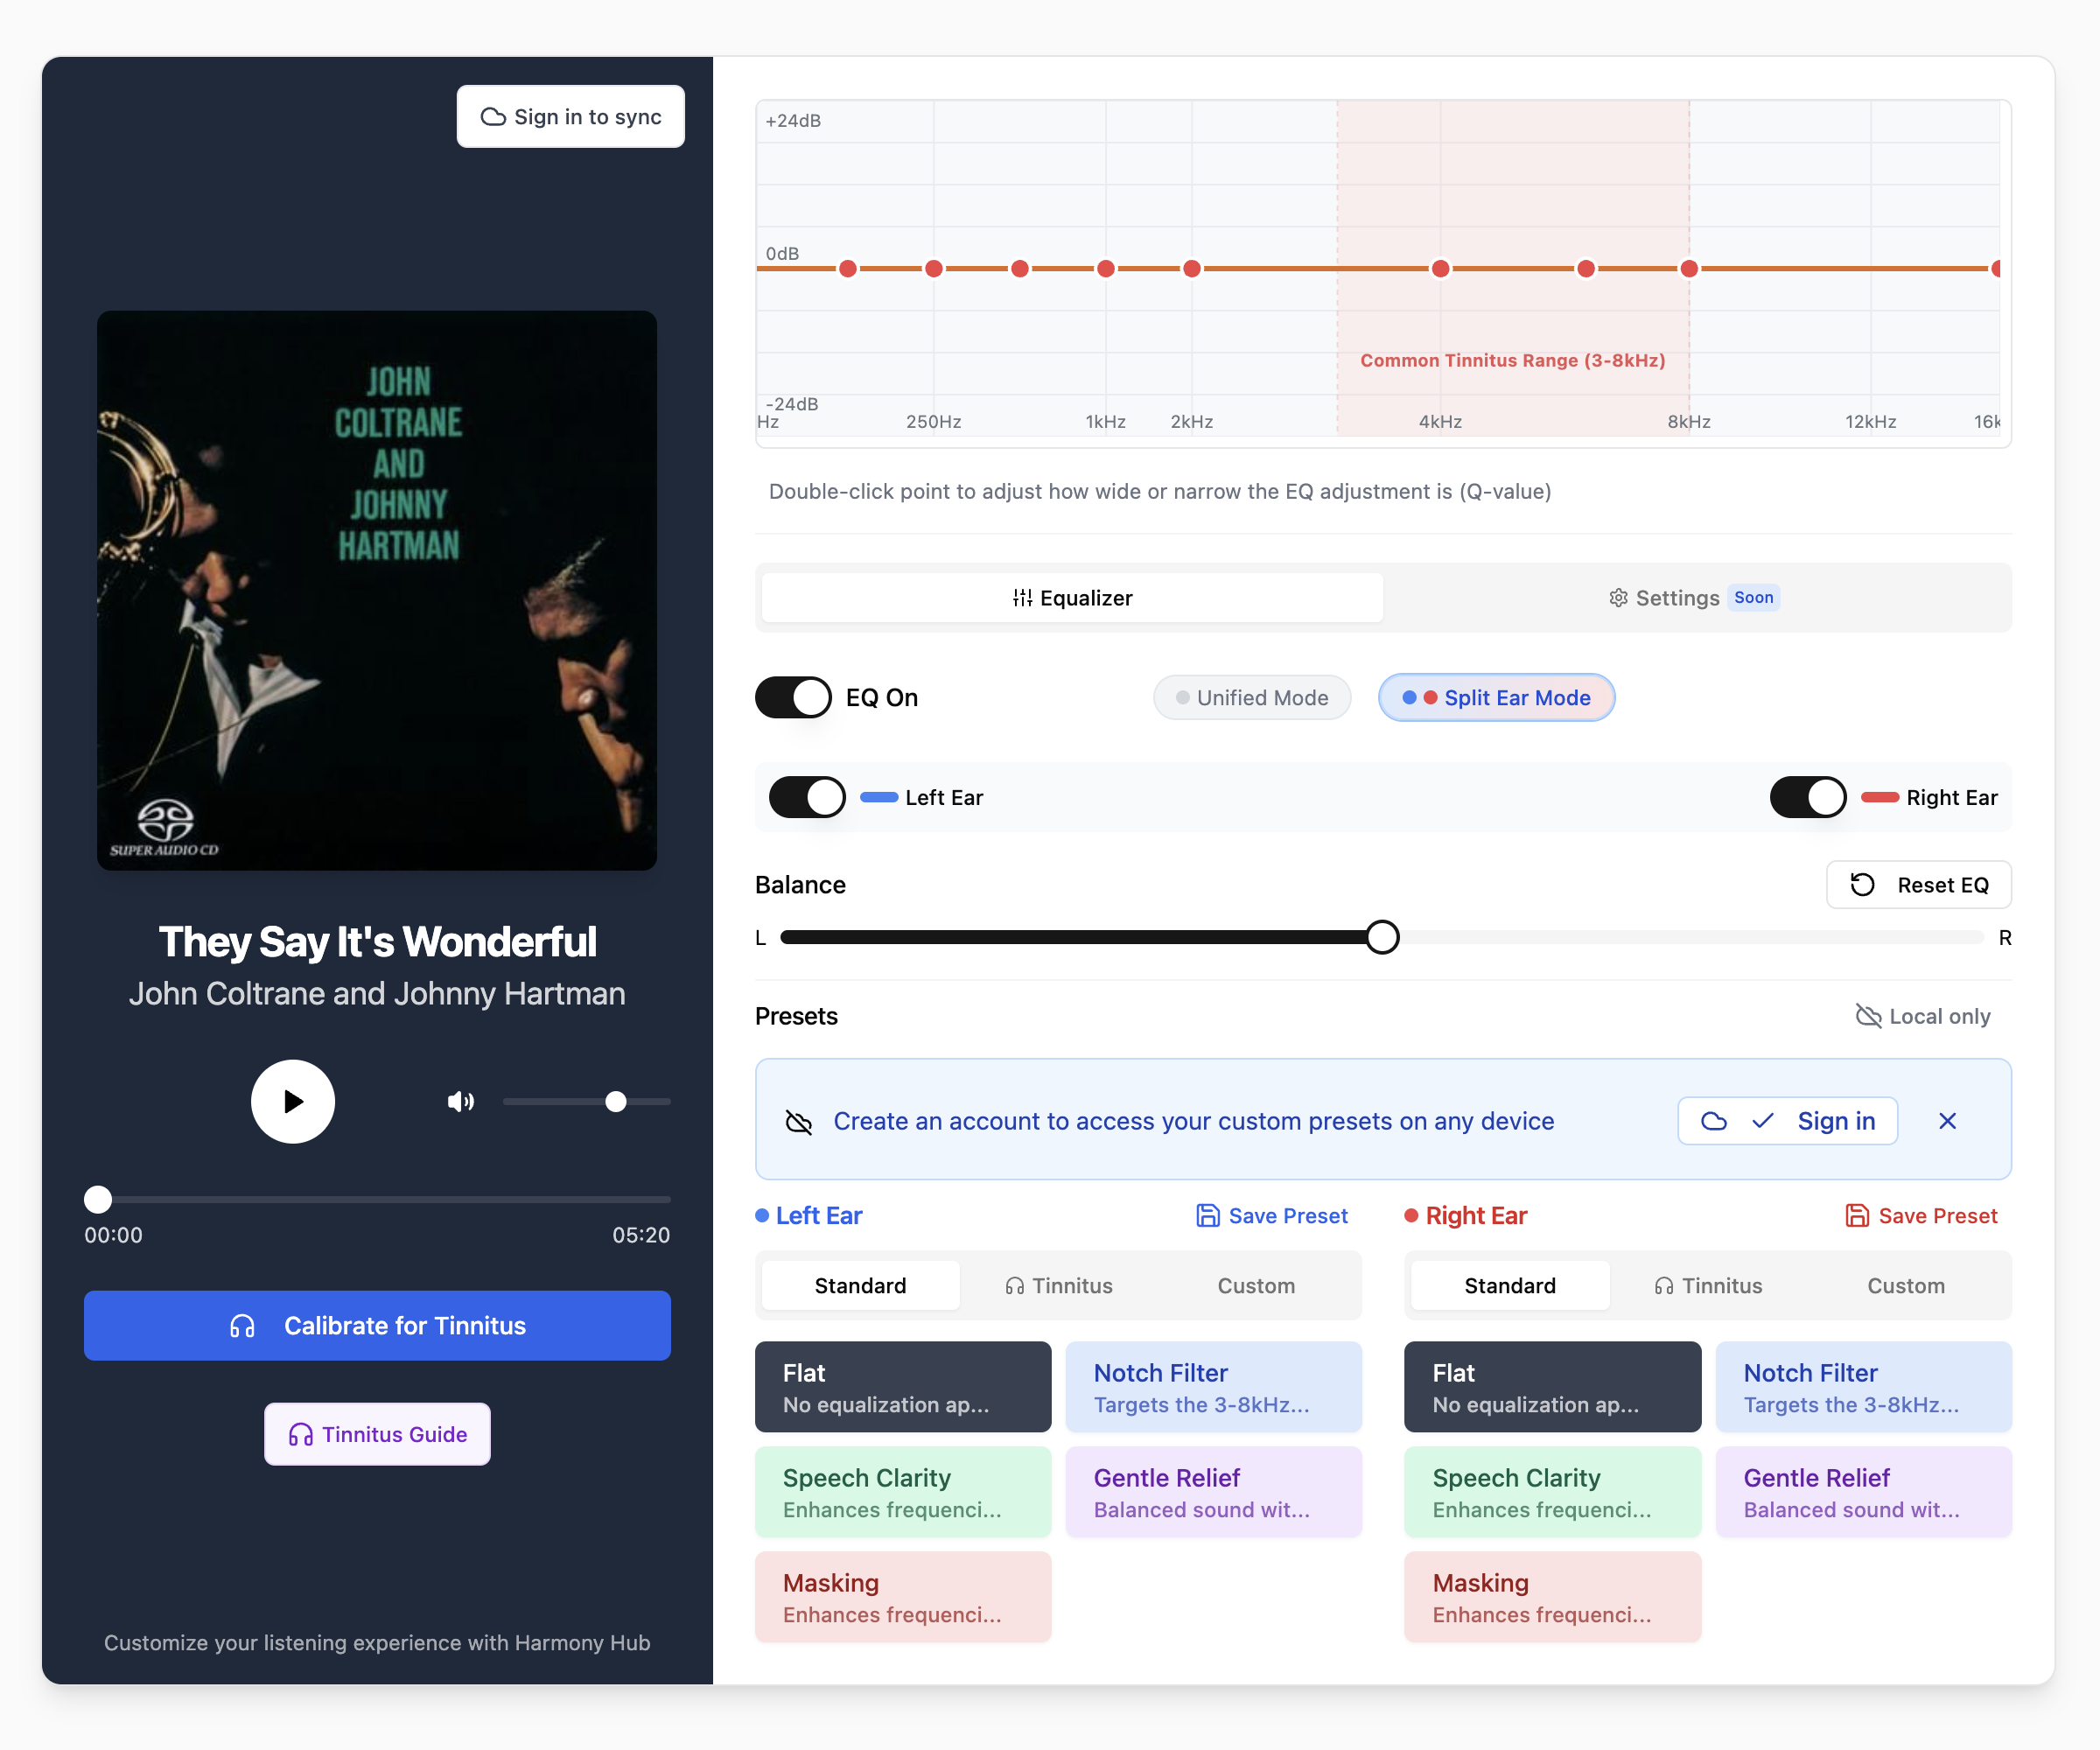 Sign in to sync
JOHN
COLTRANE
AND
JOHNNY
HARTMAN
SUPER AUDIO CD
They Say It's Wonderful
John Coltrane and Johnny Hartman
00:00
05:20
Calibrate for Tinnitus
Tinnitus Guide
Customize your listening experience with Harmony Hub
+24dB
0dB
Common Tinnitus Range (3-8kHz)
-24dB
Hz 250Hz 1kHz 2kHz 4kHz 8kHz 12kHz 16k
Double-click point to adjust how wide or narrow the EQ adjustment is (Q-value)
Equalizer
Settings Soon
EQ On
Unified Mode
Split Ear Mode
Left Ear
Right Ear
Balance
Reset EQ
L
R
Presets
Local only
Create an account to access your custom presets on any device
Sign in
Left Ear
Save Preset
Standard
Tinnitus
Custom
Flat
No equalization ap...
Notch Filter
Targets the 3-8kHz...
Speech Clarity
Enhances frequenci...
Gentle Relief
Balanced sound wit...
Masking
Enhances frequenci...
Right Ear
Save Preset
Standard
Tinnitus
Custom
Flat
No equalization ap...
Notch Filter
Targets the 3-8kHz...
Speech Clarity
Enhances frequenci...
Gentle Relief
Balanced sound wit...
Masking
Enhances frequenci...